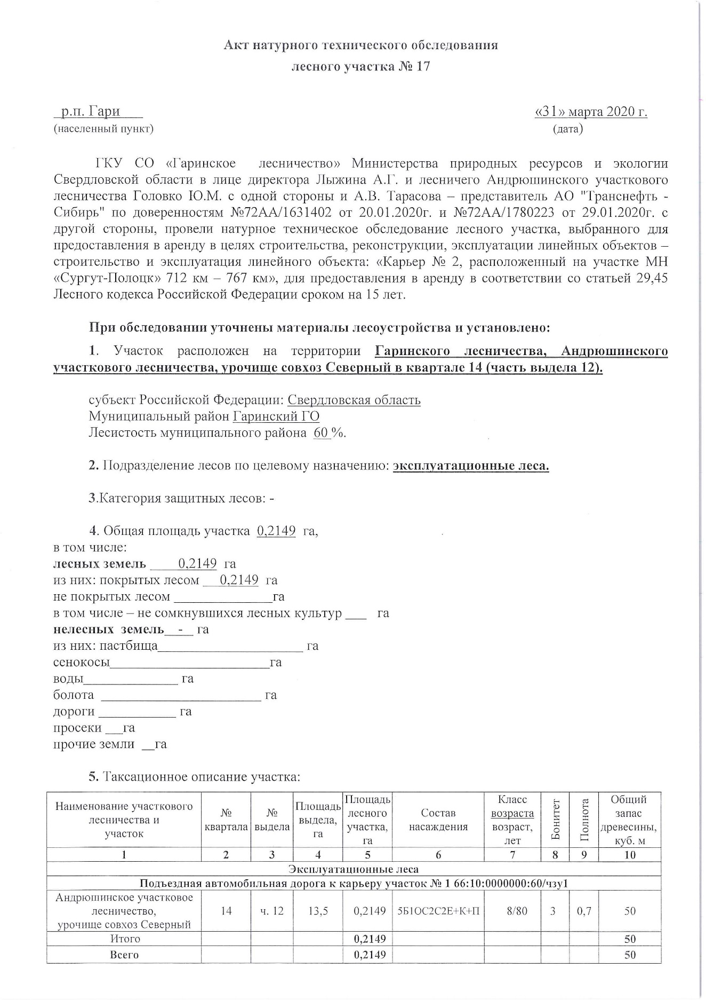 Акт натурного технического обследования
лесного участка № 17
р.п. Гари «31» марта 2020 г.
(населенный пункт) (дата)
ГКУ СО «Гаринское лесничество» Министерства природных ресурсов и экологии
Свердловской области в лице директора Лыжина А.Г. и лесничего Андрюшинского участкового
лесничества Головко Ю.М. с одной стороны и А.В. Тарасова – представитель АО "Транснефть -
Сибирь" по доверенностям №72АА/1631402 от 20.01.2020г. и №72АА/1780223 от 29.01.2020г. с
другой стороны, провели натурное техническое обследование лесного участка, выбранного для
предоставления в аренду в целях строительства, реконструкции, эксплуатации линейных объектов –
строительство и эксплуатация линейного объекта: «Карьер № 2, расположенный на участке МН
«Сургут-Полоцк» 712 км – 767 км», для предоставления в аренду в соответствии со статьей 29,45
Лесного кодекса Российской Федерации сроком на 15 лет.
При обследовании уточнены материалы лесоустройства и установлено:
1. Участок расположен на территории Гаринского лесничества, Андрюшинского
участкового лесничества, урочище совхоз Северный в квартале 14 (часть выдела 12).
субъект Российской Федерации: Свердловская область
Муниципальный район Гаринский ГО
Лесистость муниципального района 60 %.
2. Подразделение лесов по целевому назначению: эксплуатационные леса.
3.Категория защитных лесов: -
4. Общая площадь участка 0,2149 га,
в том числе:
лесных земель ____0,2149 га
из них: покрытых лесом __0,2149 га
не покрытых лесом ______________га
в том числе – не сомкнувшихся лесных культур ___ га
нелесных земель__-__ га
из них: пастбища_____________________ га
сенокосы_______________________га
воды_____________ га
болота _______________________ га
дороги ___________ га
просеки __га
прочие земли __га
5. Таксационное описание участка:
Наименование участкового лесничества и участок | № квартала | № выдела | Площадь выдела, га | Площадь лесного участка, га | Состав насаждения | Класс возраста возраст, лет | Бонитет | Полнота | Общий запас древесины, куб. м
1 | 2 | 3 | 4 | 5 | 6 | 7 | 8 | 9 | 10
Эксплуатационные леса
Подъездная автомобильная дорога к карьеру участок № 1 66:10:0000000:60/чзу1
Андрюшинское участковое лесничество, урочище совхоз Северный | 14 | ч. 12 | 13,5 | 0,2149 | 5Б1ОС2С2Е+К+П | 8/80 | 3 | 0,7 | 50
Итого | 0,2149 | 50
Всего | 0,2149 | 50